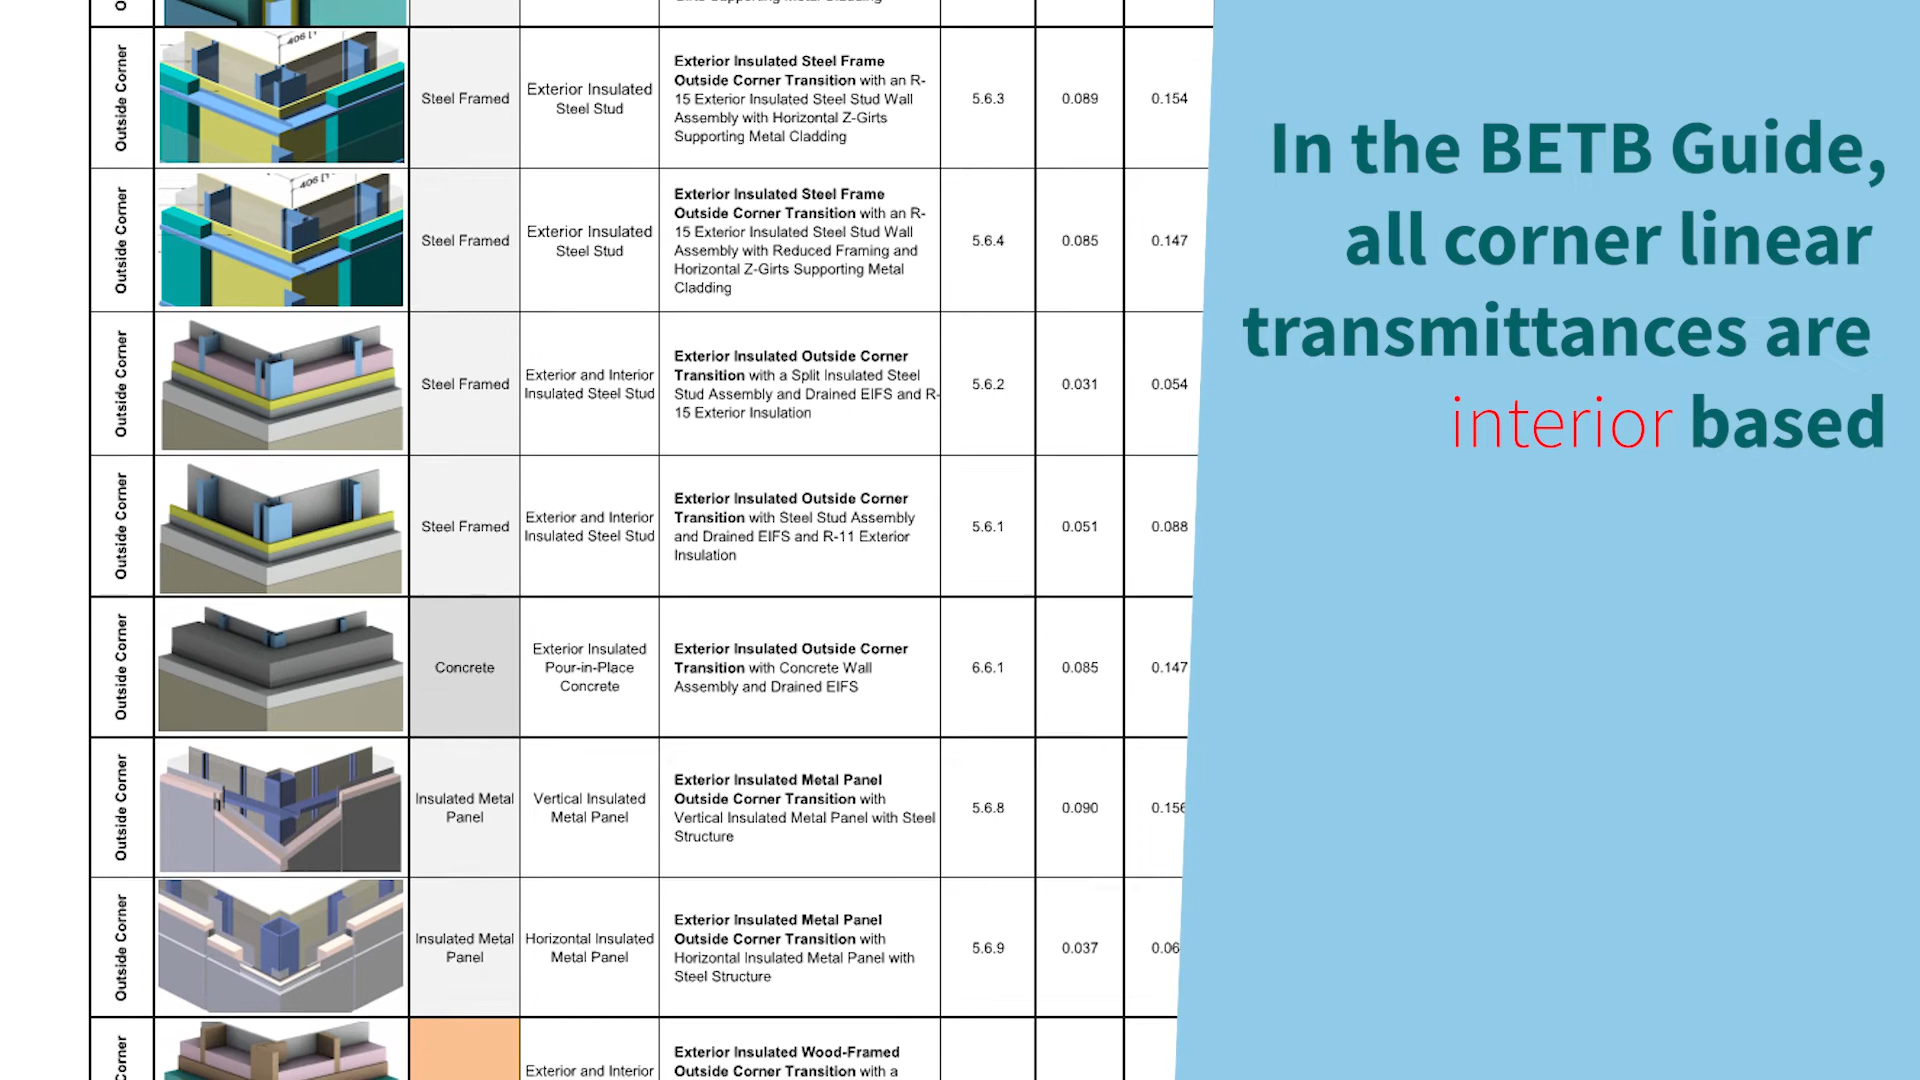 Outside Corner
Steel Framed
Exterior Insulated
Steel Stud
Exterior Insulated Steel Frame
Outside Corner Transition with an R-
15 Exterior Insulated Steel Stud Wall
Assembly with Horizontal Z-Girts
Supporting Metal Cladding
5.6.3
0.089
0.154
Outside Corner
Steel Framed
Exterior Insulated
Steel Stud
Exterior Insulated Steel Frame
Outside Corner Transition with an R-
15 Exterior Insulated Steel Stud Wall
Assembly with Reduced Framing and
Horizontal Z-Girts Supporting Metal
Cladding
5.6.4
0.085
0.147
Outside Corner
Steel Framed
Exterior and Interior
Insulated Steel Stud
Exterior Insulated Outside Corner
Transition with a Split Insulated Steel
Stud Assembly and Drained EIFS and R-
15 Exterior Insulation
5.6.2
0.031
0.054
Outside Corner
Steel Framed
Exterior and Interior
Insulated Steel Stud
Exterior Insulated Outside Corner
Transition with Steel Stud Assembly
and Drained EIFS and R-11 Exterior
Insulation
5.6.1
0.051
0.088
Outside Corner
Concrete
Exterior Insulated
Pour-in-Place
Concrete
Exterior Insulated Outside Corner
Transition with Concrete Wall
Assembly and Drained EIFS
6.6.1
0.085
0.147
Outside Corner
Insulated Metal
Panel
Vertical Insulated
Metal Panel
Exterior Insulated Metal Panel
Outside Corner Transition with
Vertical Insulated Metal Panel with Steel
Structure
5.6.8
0.090
0.156
Outside Corner
Insulated Metal
Panel
Horizontal Insulated
Metal Panel
Exterior Insulated Metal Panel
Outside Corner Transition with
Horizontal Insulated Metal Panel with
Steel Structure
5.6.9
0.037
0.06
Corner
Exterior and Interior
Exterior Insulated Wood-Framed
Outside Corner Transition with a
In the BETB Guide,
all corner linear
transmittances are
interior based